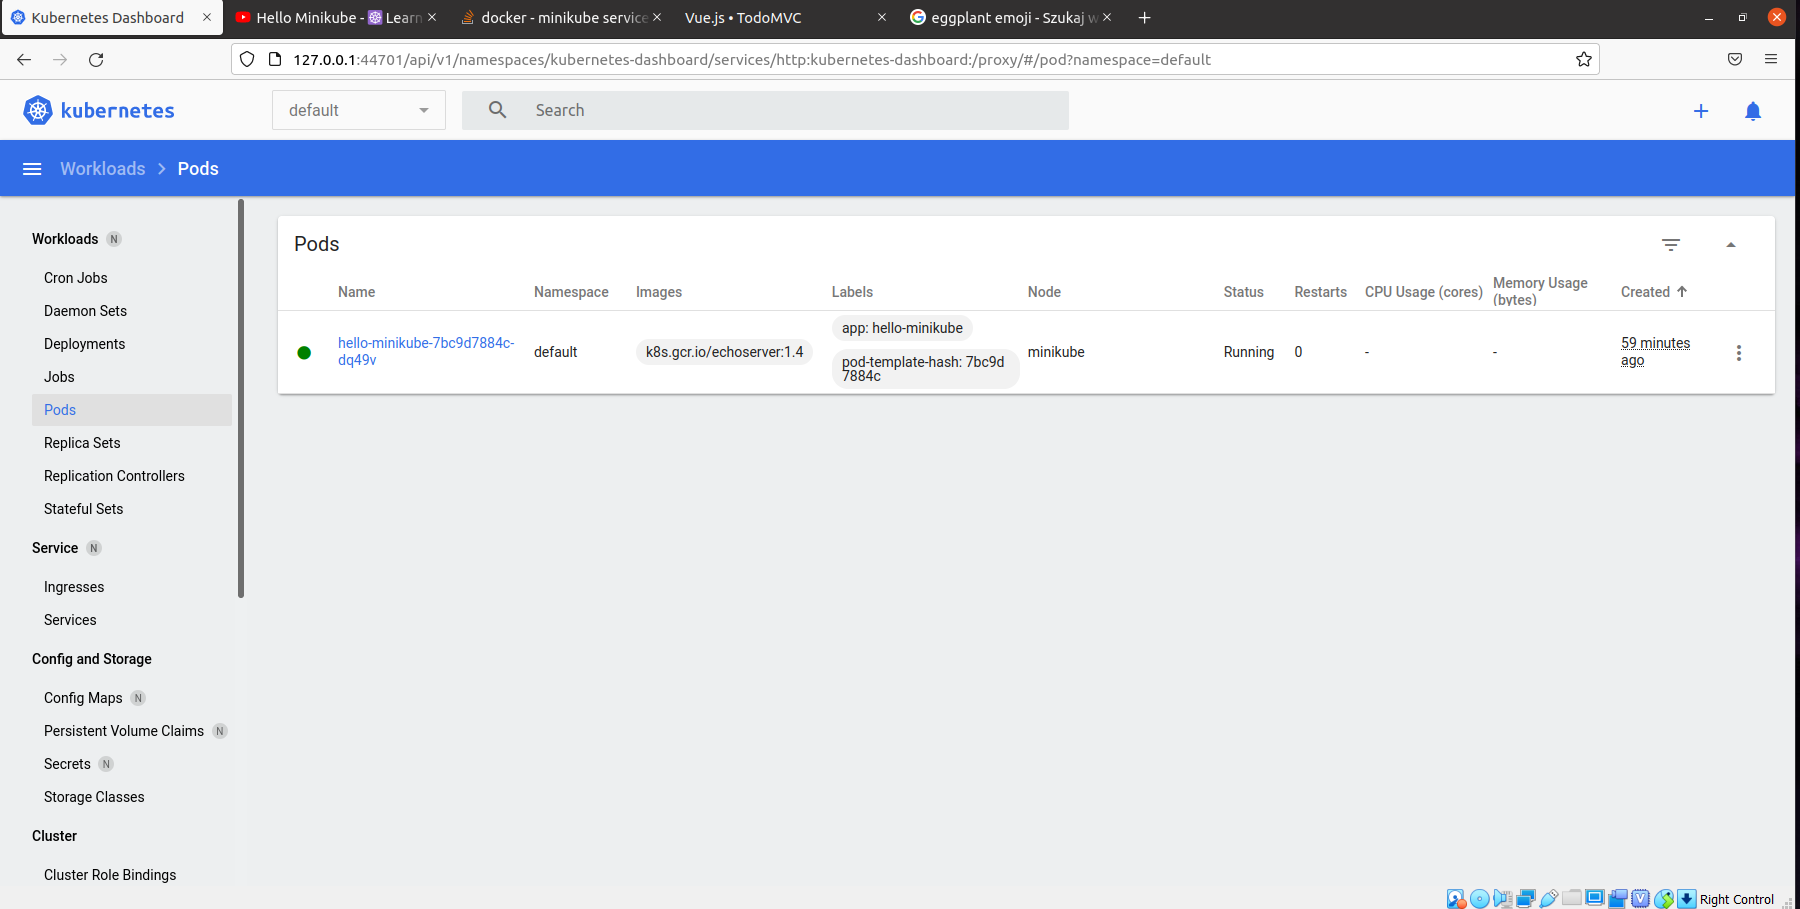 Kubernetes Dashboard
Hello Minikube - Learn
docker - minikube service
Vue.js • TodoMVC
eggplant emoji - Szukaj w
127.0.0.1:44701/api/v1/namespaces/kubernetes-dashboard/services/http:kubernetes-dashboard:/proxy/#/pod?namespace=default
kubernetes
default
Search
Workloads
Pods
Workloads N
Cron Jobs
Daemon Sets
Deployments
Jobs
Pods
Replica Sets
Replication Controllers
Stateful Sets
Service N
Ingresses
Services
Config and Storage
Config Maps N
Persistent Volume Claims N
Secrets N
Storage Classes
Cluster
Cluster Role Bindings
Pods
Name
Namespace
Images
Labels
Node
Status
Restarts
CPU Usage (cores)
Memory Usage
(bytes)
Created
hello-minikube-7bc9d7884c-
dq49v
default
k8s.gcr.io/echoserver:1.4
app: hello-minikube
pod-template-hash: 7bc9d
7884c
minikube
Running
0
-
-
59 minutes
ago
Right Control